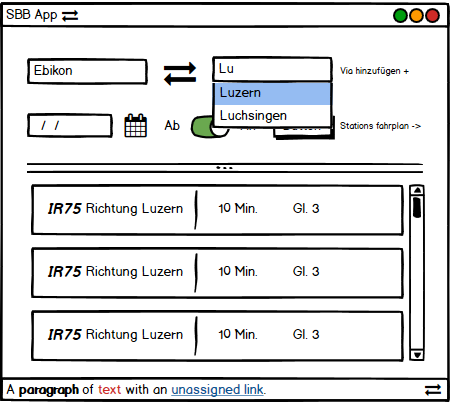 SBB App
Ebikon
Lu
Via hinzufügen +
Luzern
Luchsingen
/ /
Ab
Stations fahrplan ->
IR75 Richtung Luzern 10 Min. Gl. 3
IR75 Richtung Luzern 10 Min. Gl. 3
IR75 Richtung Luzern 10 Min. Gl. 3
A paragraph of text with an unassigned link.